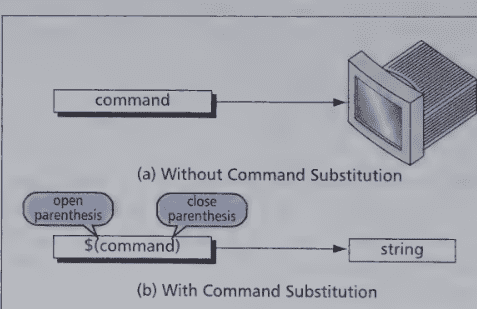 command
(a) Without Command Substitution
open
parenthesis
close
parenthesis
$(command)
string
(b) With Command Substitution